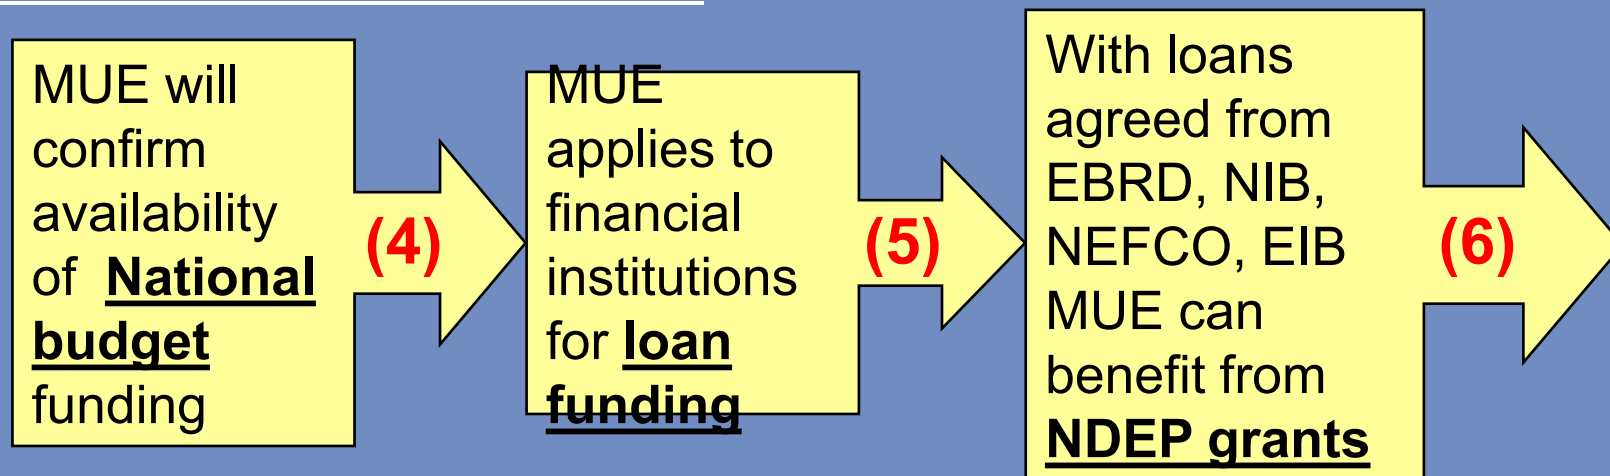 MUE will
confirm
availability
of National
budget
funding
(4)
MUE
applies to
financial
institutions
for loan
funding
(5)
With loans
agreed from
EBRD, NIB,
NEFCO, EIB
MUE can
benefit from
NDEP grants
(6)